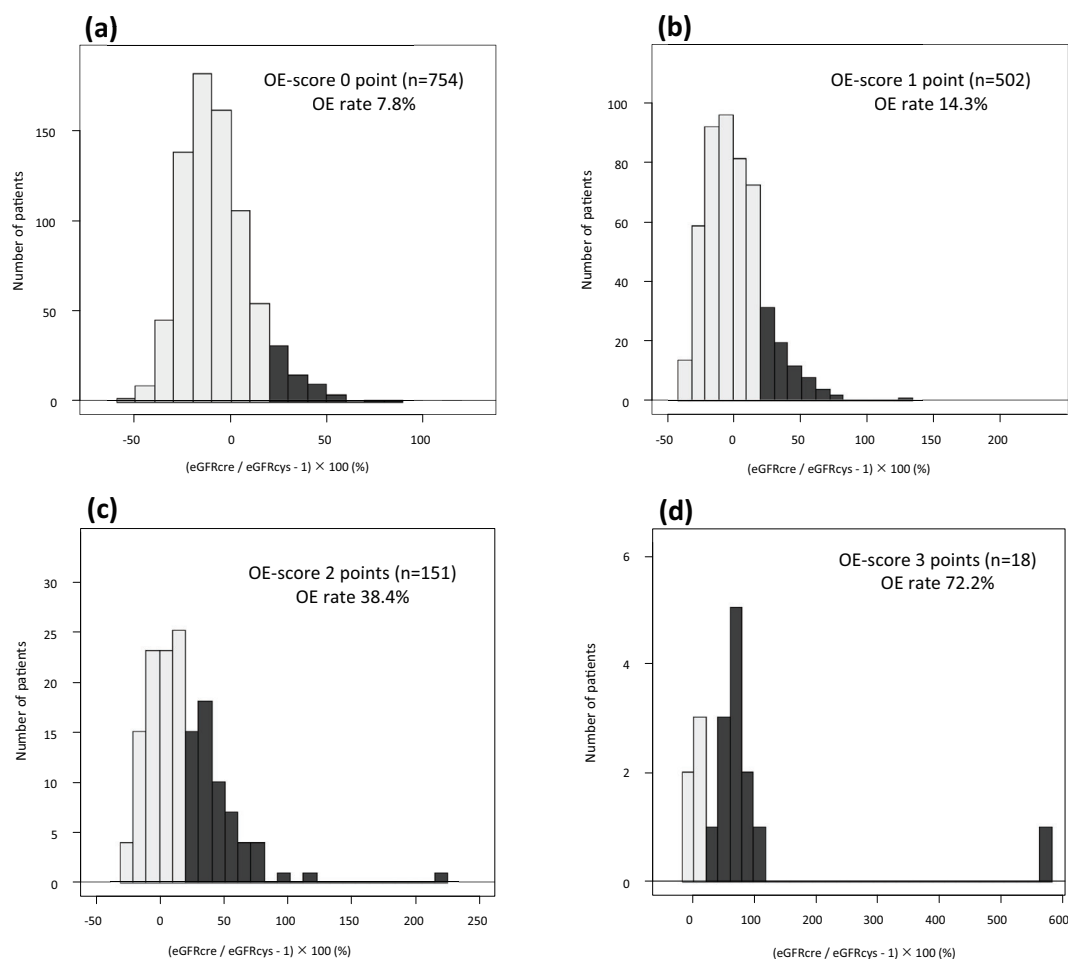 (a)
OE-score 0 point (n=754)
OE rate 7.8%
Number of patients
150
100
50
0
-50 0 50 100
(eGFRcre / eGFRcys - 1) × 100 (%)
(b)
OE-score 1 point (n=502)
OE rate 14.3%
Number of patients
100
80
60
40
20
0
-50 0 50 100 150 200
(eGFRcre / eGFRcys - 1) × 100 (%)
(c)
OE-score 2 points (n=151)
OE rate 38.4%
Number of patients
30
25
20
15
10
5
0
-50 0 50 100 150 200 250
(eGFRcre / eGFRcys - 1) × 100 (%)
(d)
OE-score 3 points (n=18)
OE rate 72.2%
Number of patients
6
4
2
0
0 100 200 300 400 500 600
(eGFRcre / eGFRcys - 1) × 100 (%)